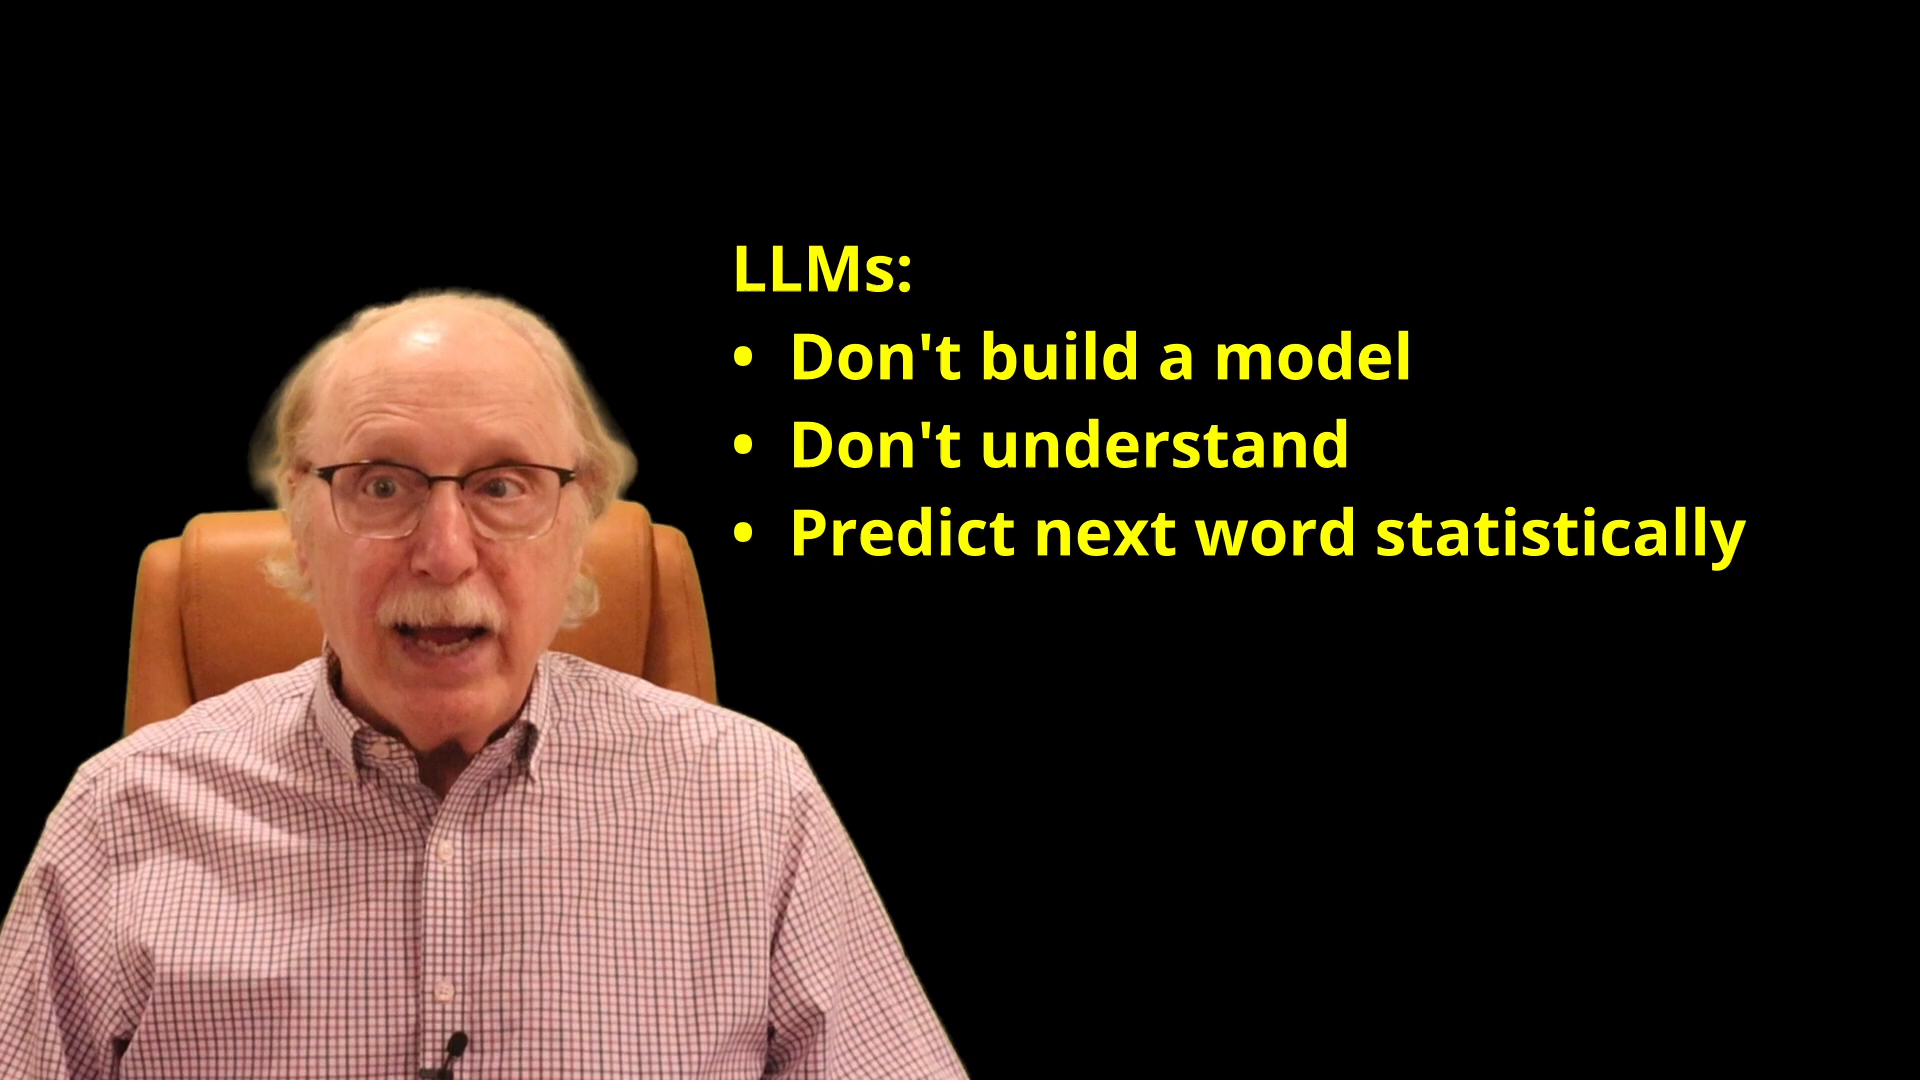 LLMs:
• Don't build a model
• Don't understand
• Predict next word statistically